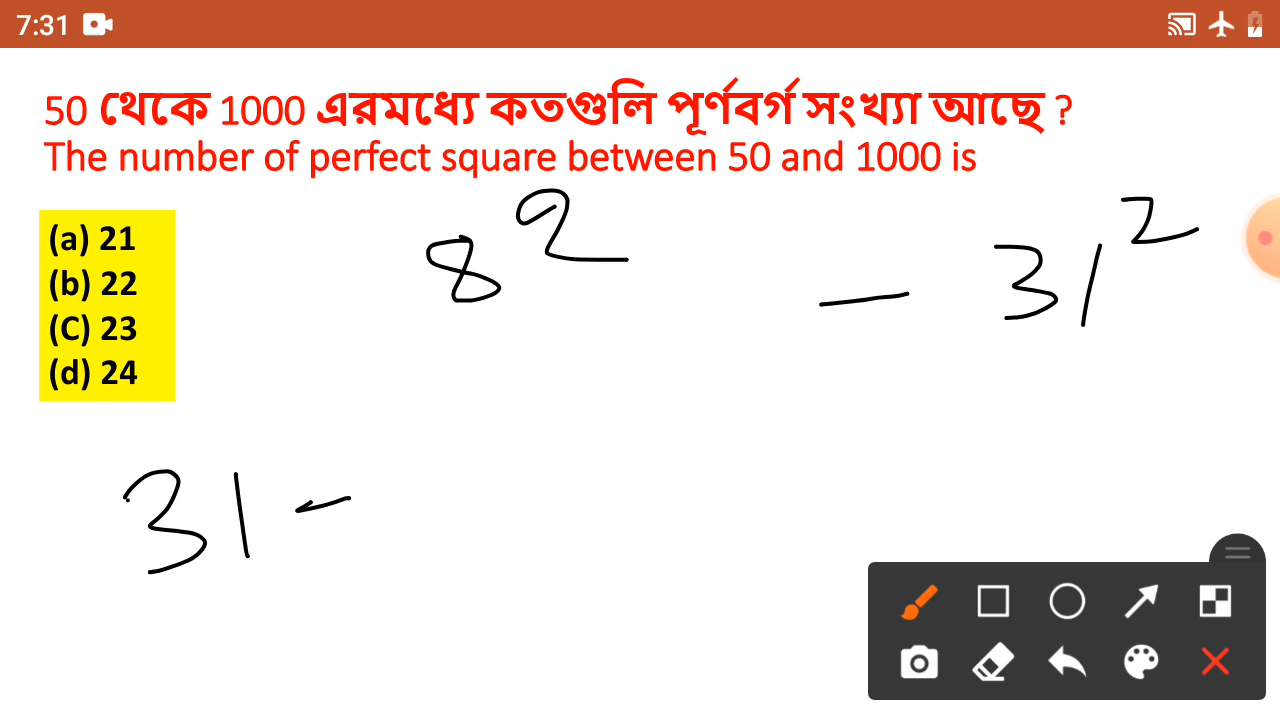 7:31
50 থেকে 1000 এরমধ্যে কতগুলি পূর্ণবর্গ সংখ্যা আছে ?
The number of perfect square between 50 and 1000 is
(a) 21
(b) 22
(C) 23
(d) 24
8² — 31²
31 -